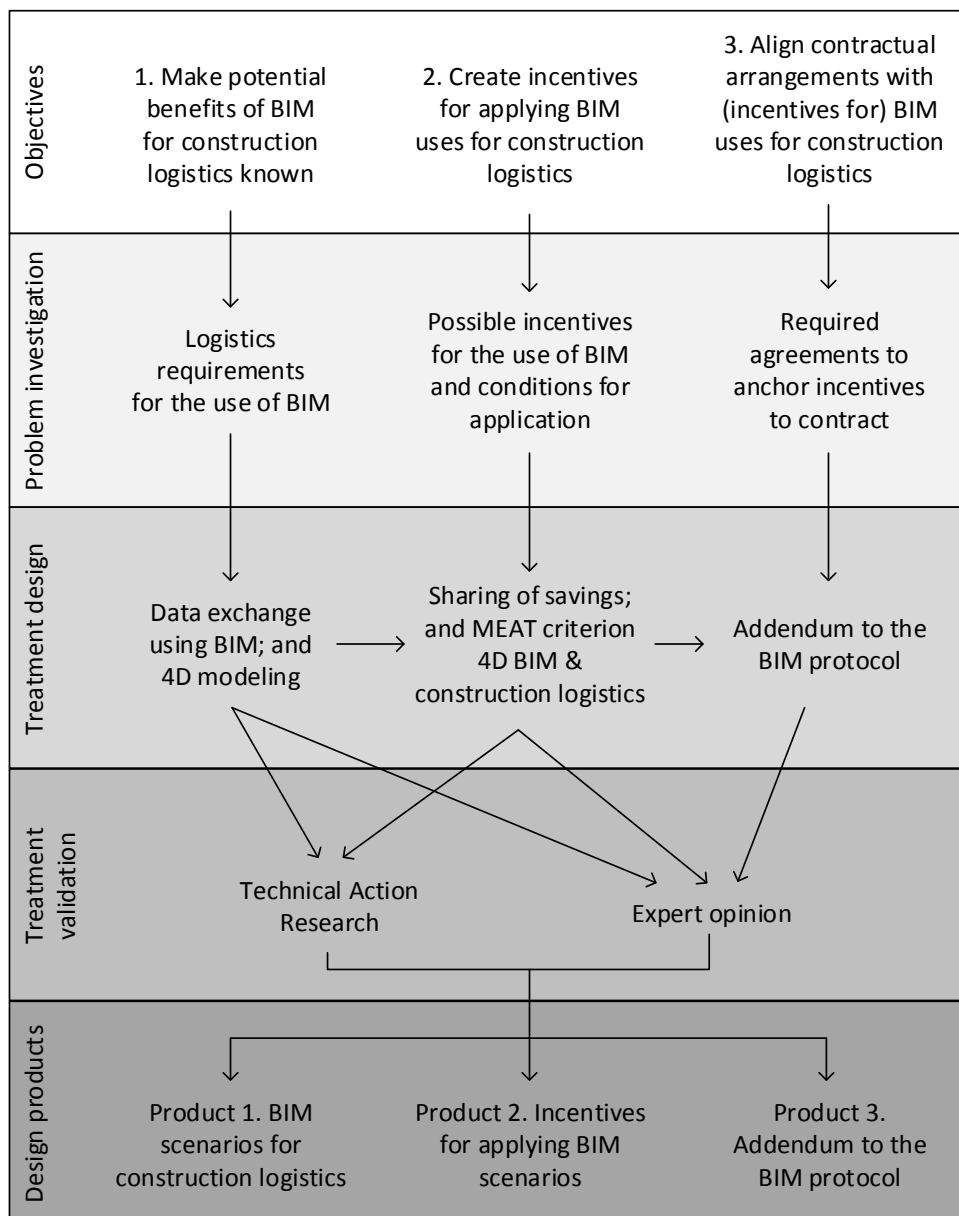 Objectives
1. Make potential
benefits of BIM
for construction
logistics known
2. Create incentives
for applying BIM
uses for construction
logistics
3. Align contractual
arrangements with
(incentives for) BIM
uses for construction
logistics
Problem investigation
Logistics
requirements
for the use of BIM
Possible incentives
for the use of BIM
and conditions for
application
Required
agreements to
anchor incentives
to contract
Treatment design
Data exchange
using BIM; and
4D modeling
Sharing of savings;
and MEAT criterion
4D BIM &
construction logistics
Addendum to the
BIM protocol
Treatment
validation
Technical Action
Research
Expert opinion
Design products
Product 1. BIM
scenarios for
construction logistics
Product 2. Incentives
for applying BIM
scenarios
Product 3.
Addendum to the
BIM protocol